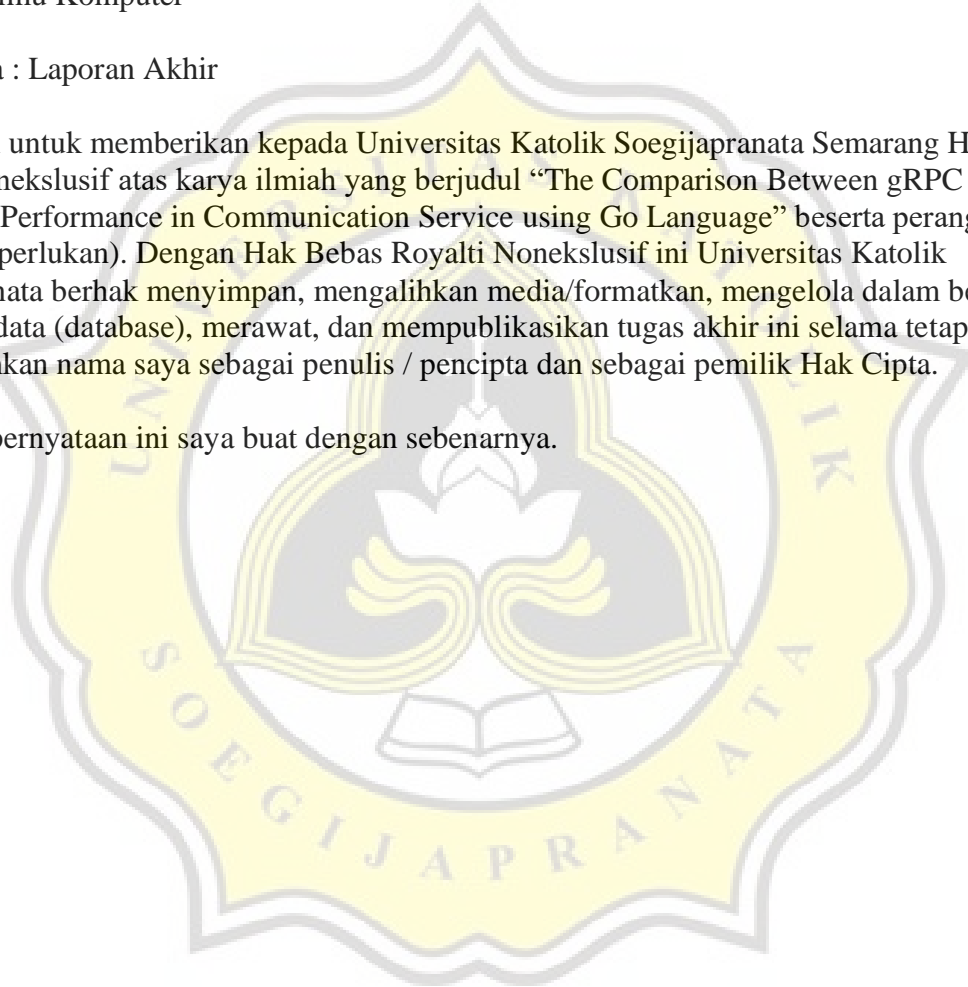 Komputer
: Laporan Akhir
untuk memberikan kepada Universitas Katolik Soegijapranata Semarang H
nekslusif atas karya ilmiah yang berjudul “The Comparison Between gRPC
Performance in Communication Service using Go Language” beserta perang
perlukan). Dengan Hak Bebas Royalti Nonekslusif ini Universitas Katolik
nata berhak menyimpan, mengalihkan media/formatkan, mengelola dalam be
data (database), merawat, dan mempublikasikan tugas akhir ini selama tetap
kan nama saya sebagai penulis / pencipta dan sebagai pemilik Hak Cipta.
pernyataan ini saya buat dengan sebenarnya.
UNIVERSITAS KATOLIK
SOEGIJAPRANATA